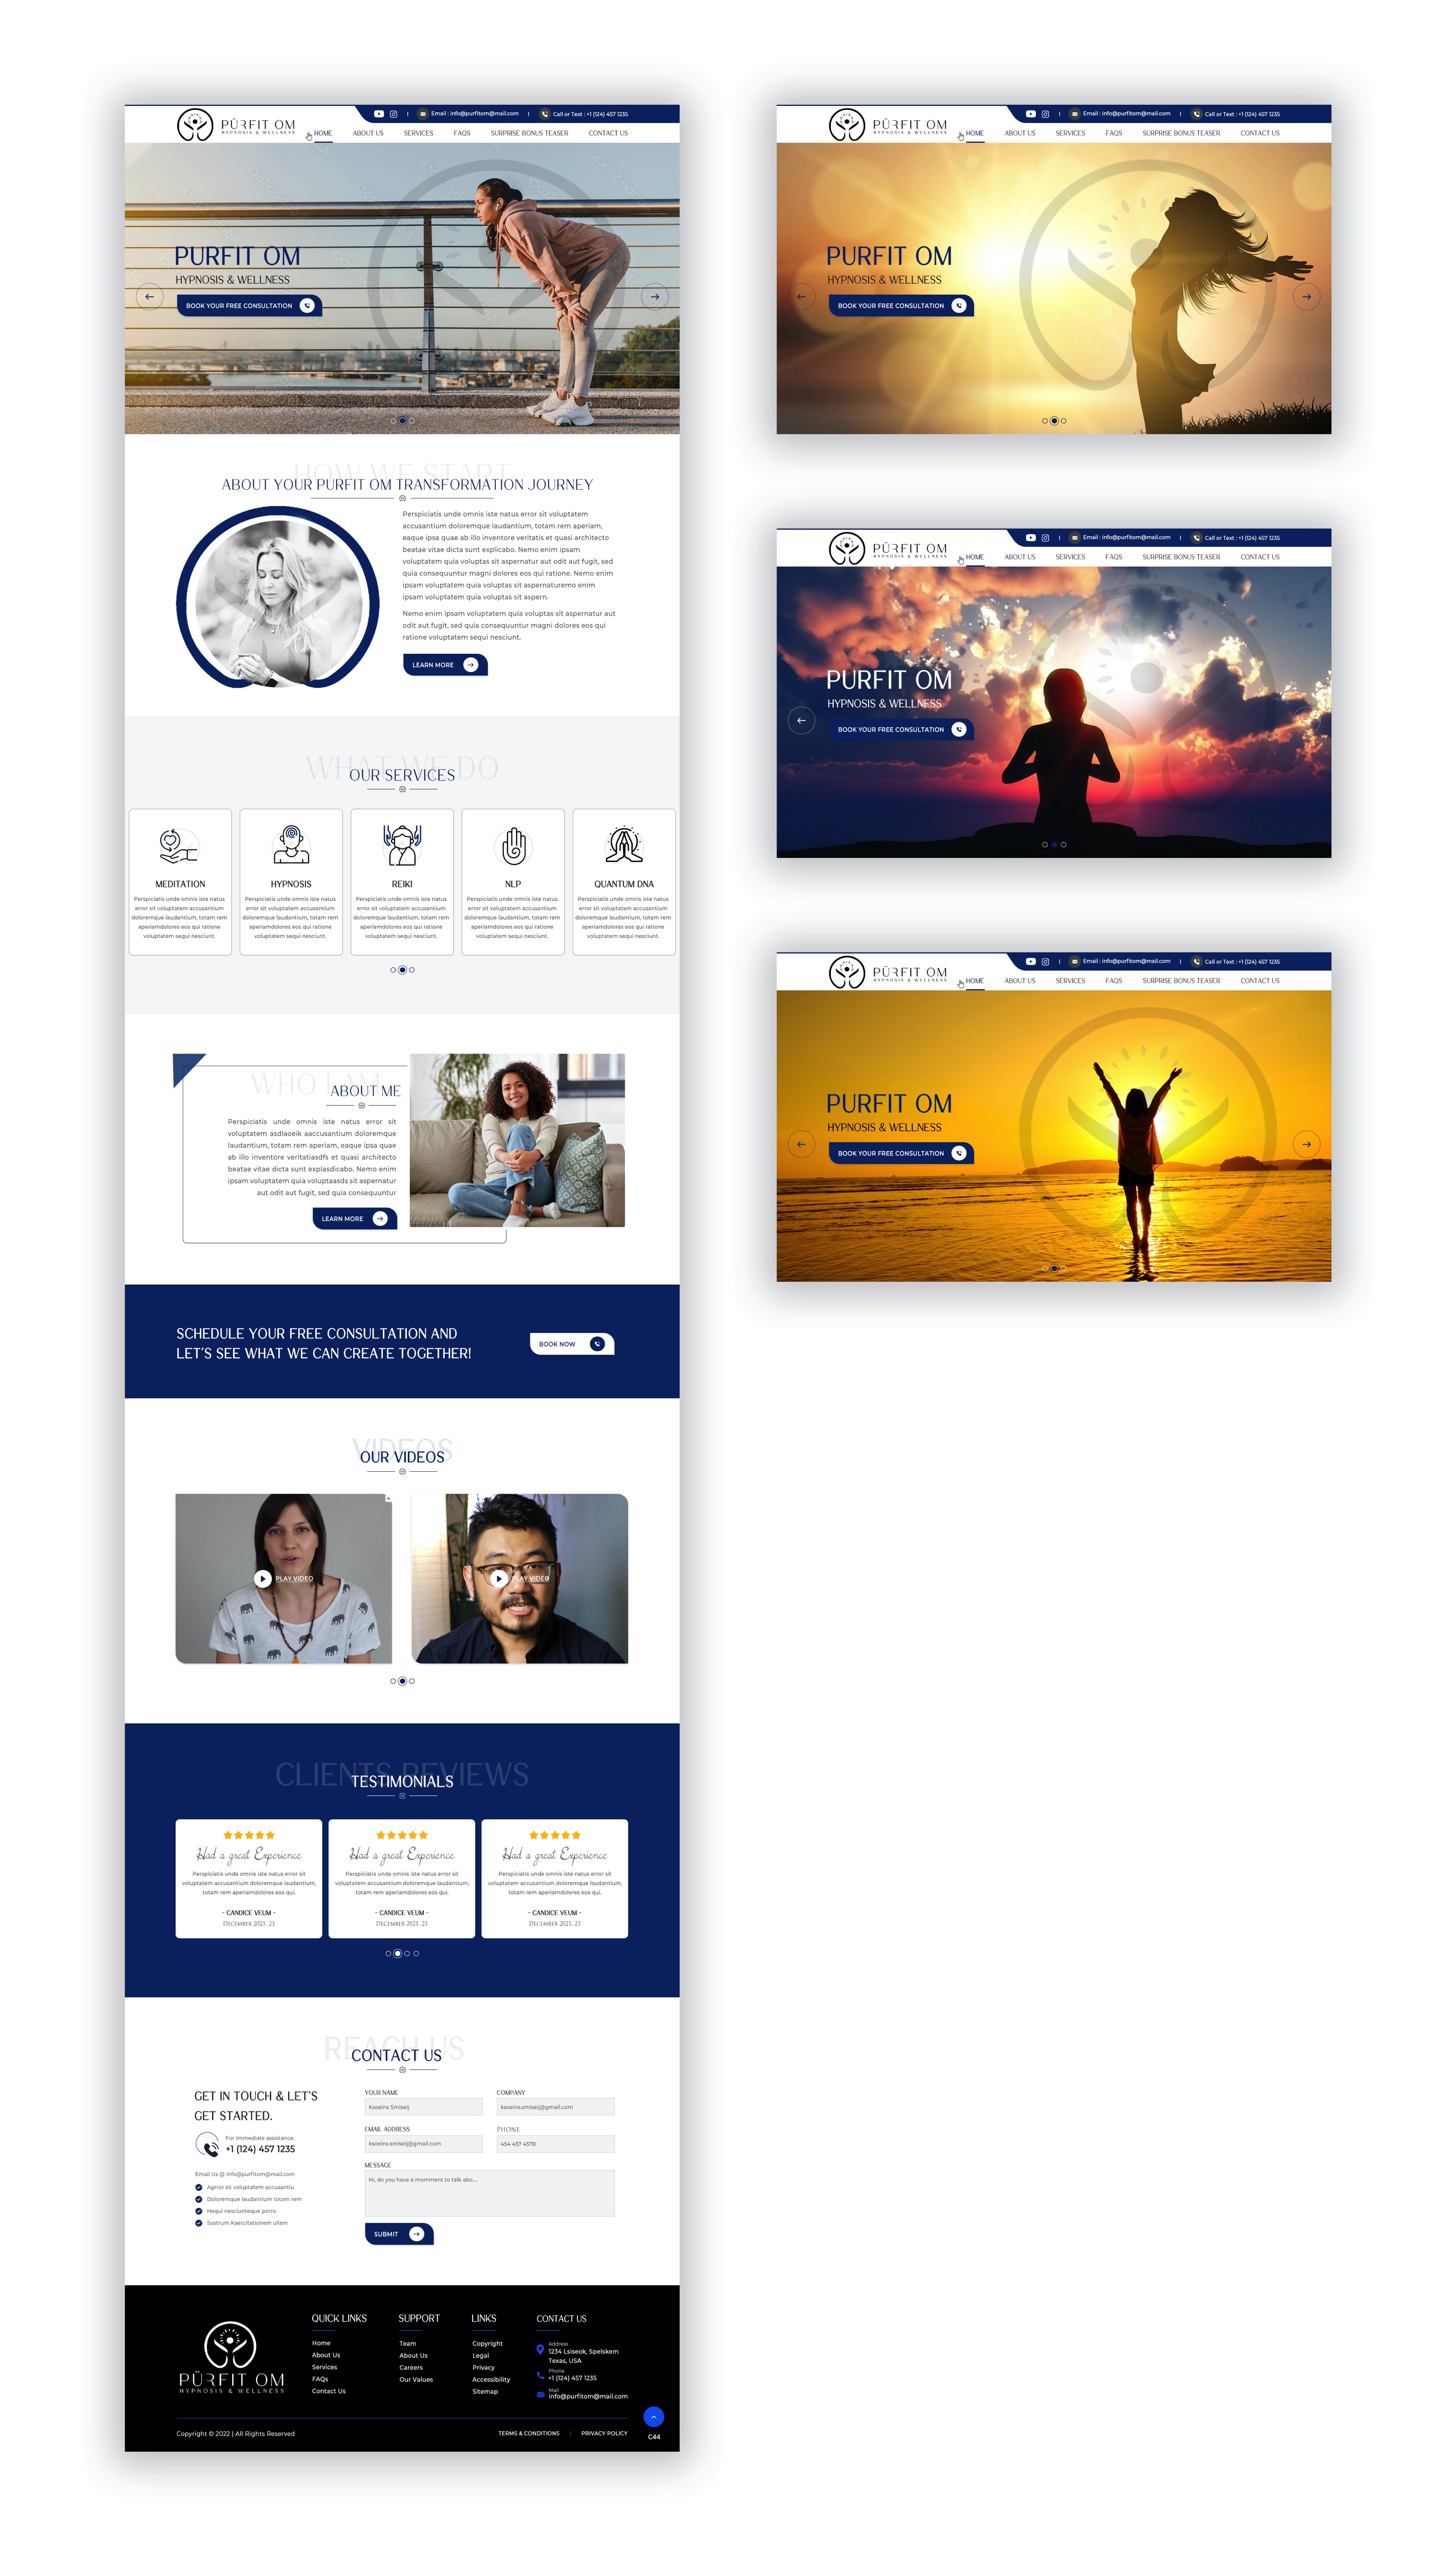 Email : info@purfitom@mail.com
Call or Text : +1 (124) 457 1235
PÜRFIT OM
HYPNOSIS & WELLNESS
HOME
ABOUT US
SERVICES
FAQS
SURPRISE BONUS TEASER
CONTACT US
PURFIT OM
HYPNOSIS & WELLNESS
BOOK YOUR FREE CONSULTATION
HOW WE START
ABOUT YOUR PURFIT OM TRANSFORMATION JOURNEY
Perspiciatis unde omnis iste natus error sit voluptatem
accusantium doloremque laudantium, totam rem aperiam,
eaque ipsa quae ab illo inventore veritatis et quasi architecto
beatae vitae dicta sunt explicabo. Nemo enim ipsam
voluptatem quia voluptas sit aspernatur aut odit aut fugit, sed
quia consequuntur magni dolores eos qui ratione. Nemo enim
ipsam voluptatem quia voluptas sit aspernaturemo enim
ipsam voluptatem quia voluptas sit aspern.
Nemo enim ipsam voluptatem quia voluptas sit aspernatur aut
odit aut fugit, sed quia consequuntur magni dolores eos qui
ratione voluptatem sequi nesciunt.
LEARN MORE
WHAT WE DO
OUR SERVICES
MEDITATION
Perspiciatis unde omnis iste natus
error sit voluptatem accusantium
doloremque laudantium, totam rem
aperiamdolores eos qui ratione
voluptatem sequi nesciunt.
HYPNOSIS
Perspiciatis unde omnis iste natus
error sit voluptatem accusantium
doloremque laudantium, totam rem
aperiamdolores eos qui ratione
voluptatem sequi nesciunt.
REIKI
Perspiciatis unde omnis iste natus
error sit voluptatem accusantium
doloremque laudantium, totam rem
aperiamdolores eos qui ratione
voluptatem sequi nesciunt.
NLP
Perspiciatis unde omnis iste natus
error sit voluptatem accusantium
doloremque laudantium, totam rem
aperiamdolores eos qui ratione
voluptatem sequi nesciunt.
QUANTUM DNA
Perspiciatis unde omnis iste natus
error sit voluptatem accusantium
doloremque laudantium, totam rem
aperiamdolores eos qui ratione
voluptatem sequi nesciunt.
WHO I AM
ABOUT ME
Perspiciatis unde omnis iste natus error sit
voluptatem asdlaoeik aaccusantium doloremque
laudantium, totam rem aperiam, eaque ipsa quae
ab illo inventore veritatiasdfs et quasi architecto
beatae vitae dicta sunt explasdicabo. Nemo enim
ipsam voluptatem quia voluptaasds sit aspernatur
aut odit aut fugit, sed quia consequuntur
LEARN MORE
SCHEDULE YOUR FREE CONSULTATION AND
LET'S SEE WHAT WE CAN CREATE TOGETHER!
BOOK NOW
VIDEOS
OUR VIDEOS
PLAY VIDEO
PLAY VIDEO
CLIENTS REVIEWS
TESTIMONIALS
Had a great Experience
Perspiciatis unde omnis iste natus error sit
voluptatem accusantium doloremque laudantium,
totam rem aperiamdolores eos qui.
- CANDICE VEUM -
DECEMBER 2021, 23
Had a great Experience
Perspiciatis unde omnis iste natus error sit
voluptatem accusantium doloremque laudantium,
totam rem aperiamdolores eos qui.
- CANDICE VEUM -
DECEMBER 2021, 23
Had a great Experience
Perspiciatis unde omnis iste natus error sit
voluptatem accusantium doloremque laudantium,
totam rem aperiamdolores eos qui.
- CANDICE VEUM -
DECEMBER 2021, 23
REACH US
CONTACT US
GET IN TOUCH & LET'S
GET STARTED.
For Immediate assistance.
+1 (124) 457 1235
Email Us @ info@purfitom@mail.com
Agrror sit voluptatem accusantiu
Doloremque laudantium totam rem
Hequi nesciunteque porro
Sostrum Kaercitationem ullam
YOUR NAME
Ksoeins Smlseij
COMPANY
ksoeins.smlseij@gmail.com
EMAIL ADDRESS
ksoeins.smlseij@gmail.com
PHONE
454 457 4578
MESSAGE
Hi, do you have a momment to talk abo...
SUBMIT
PÜRFIT OM
HYPNOSIS & WELLNESS
QUICK LINKS
Home
About Us
Services
FAQs
Contact Us
SUPPORT
Team
About Us
Careers
Our Values
LINKS
Copyright
Legal
Privacy
Accessibility
Sitemap
CONTACT US
Address
1234 Lsiseok, Spelskem
Texas, USA
Phone
+1 (124) 457 1235
Mail
info@purfitom@mail.com
Copyright © 2022 | All Rights Reserved
TERMS & CONDITIONS
PRIVACY POLICY
C44
Email : info@purfitom@mail.com
Call or Text : +1 (124) 457 1235
PÜRFIT OM
HYPNOSIS & WELLNESS
HOME
ABOUT US
SERVICES
FAQS
SURPRISE BONUS TEASER
CONTACT US
PURFIT OM
HYPNOSIS & WELLNESS
BOOK YOUR FREE CONSULTATION
Email : info@purfitom@mail.com
Call or Text : +1 (124) 457 1235
PÜRFIT OM
HYPNOSIS & WELLNESS
HOME
ABOUT US
SERVICES
FAQS
SURPRISE BONUS TEASER
CONTACT US
PURFIT OM
HYPNOSIS & WELLNESS
BOOK YOUR FREE CONSULTATION
Email : info@purfitom@mail.com
Call or Text : +1 (124) 457 1235
PÜRFIT OM
HYPNOSIS & WELLNESS
HOME
ABOUT US
SERVICES
FAQS
SURPRISE BONUS TEASER
CONTACT US
PURFIT OM
HYPNOSIS & WELLNESS
BOOK YOUR FREE CONSULTATION